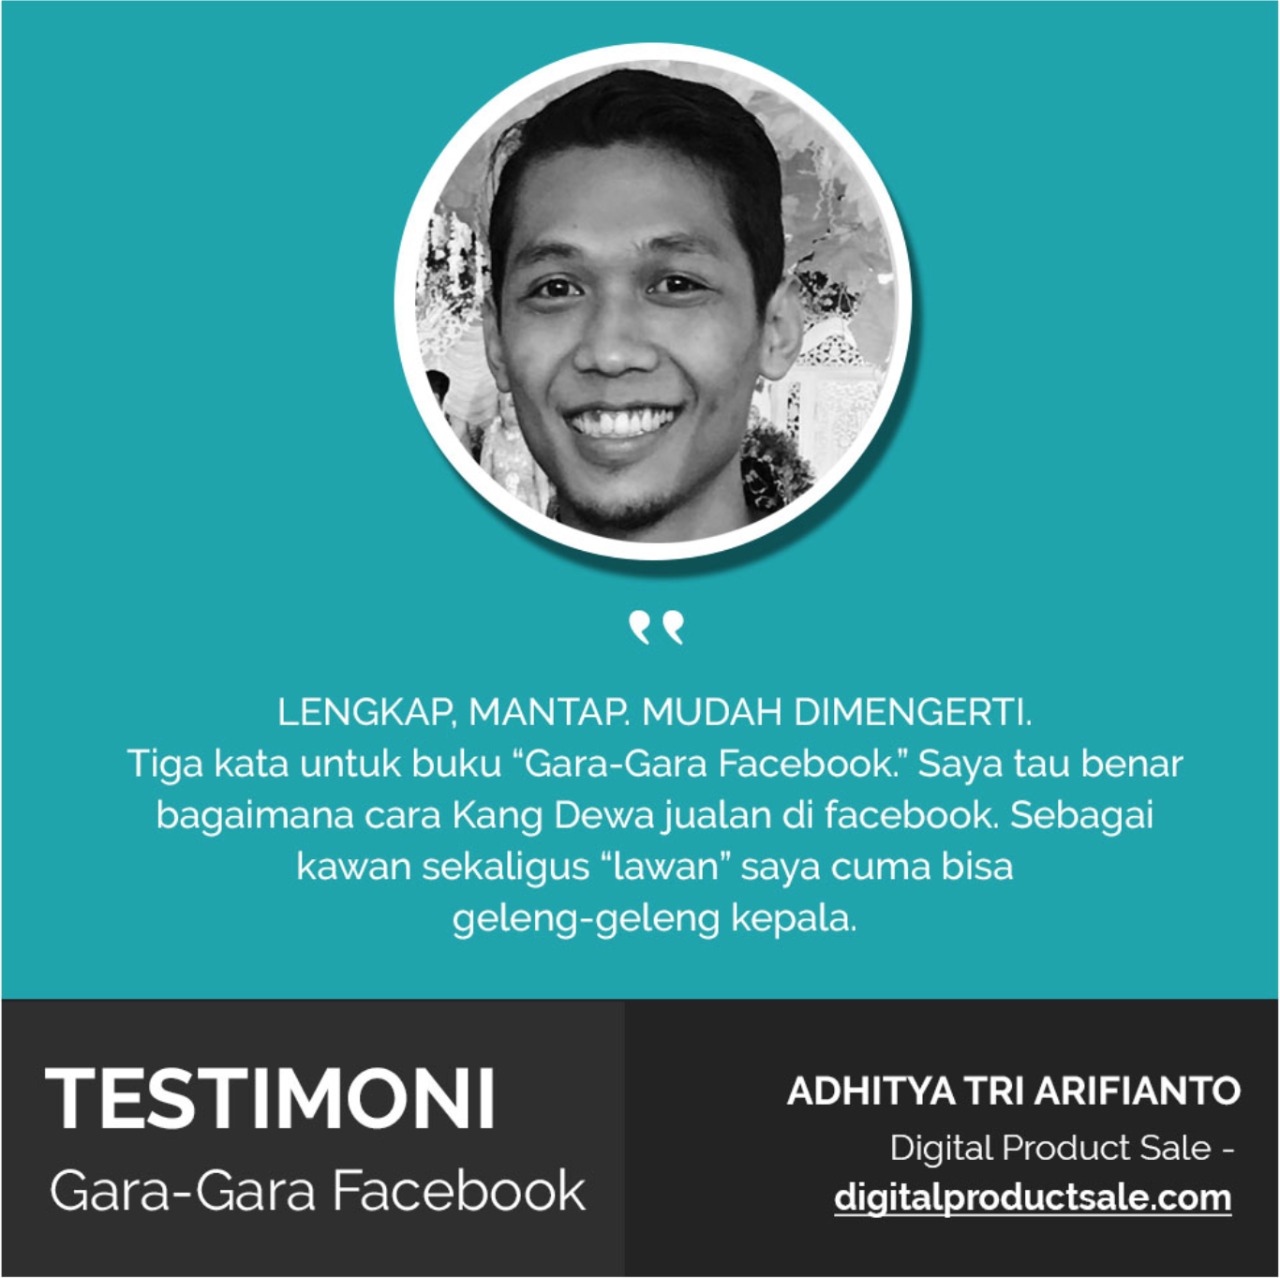 ❜❜
LENGKAP, MANTAP. MUDAH DIMENGERTI.
Tiga kata untuk buku “Gara-Gara Facebook.” Saya tau benar
bagaimana cara Kang Dewa jualan di facebook. Sebagai
kawan sekaligus “lawan” saya cuma bisa
geleng-geleng kepala.
TESTIMONI
Gara-Gara Facebook
ADHITYA TRI ARIFIANTO
Digital Product Sale -
digitalproductsale.com